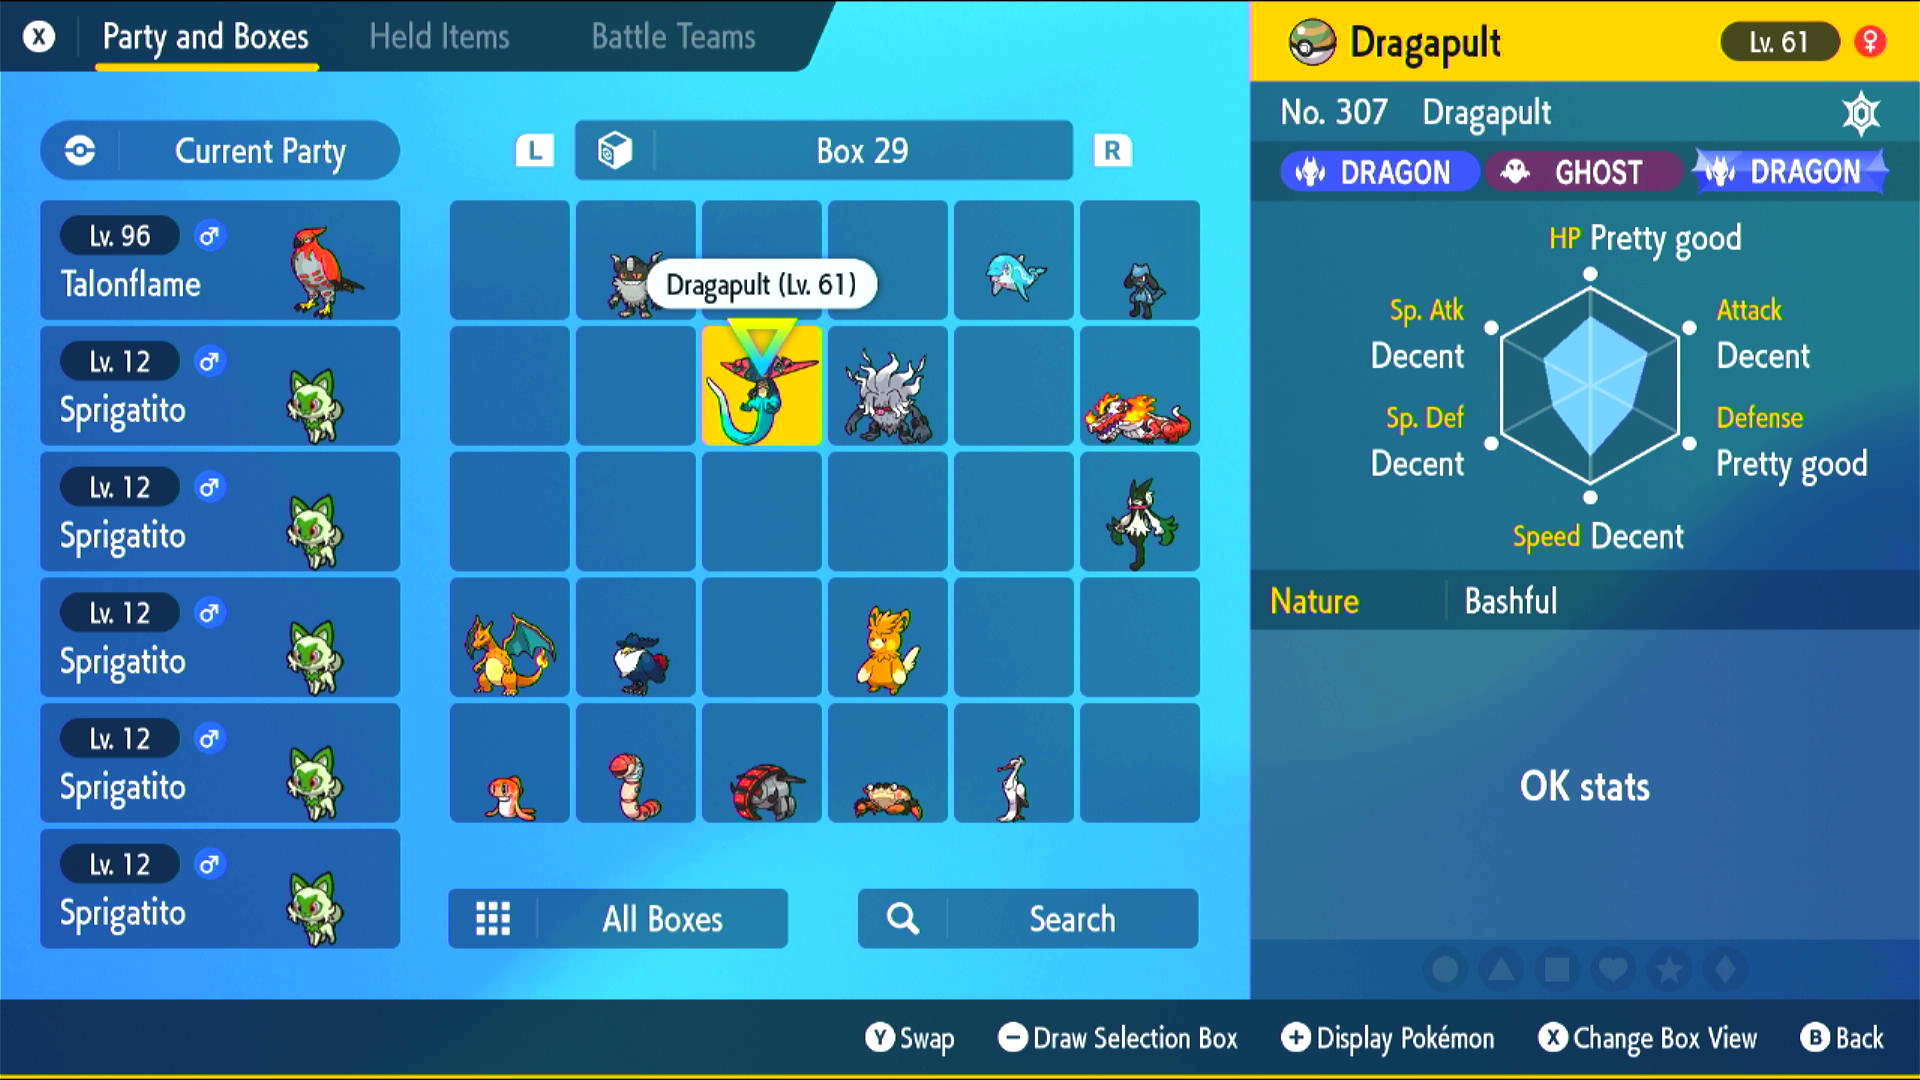 X Party and Boxes Held Items Battle Teams
Current Party
L Box 29 R
Lv. 96
Talonflame
Lv. 12
Sprigatito
Lv. 12
Sprigatito
Lv. 12
Sprigatito
Lv. 12
Sprigatito
Lv. 12
Sprigatito
Dragapult (Lv. 61)
All Boxes Search
Dragapult Lv. 61
No. 307 Dragapult
DRAGON GHOST DRAGON
HP Pretty good
Sp. Atk
Decent
Attack
Decent
Sp. Def
Decent
Defense
Pretty good
Speed Decent
Nature Bashful
OK stats
Y Swap - Draw Selection Box + Display Pokémon X Change Box View B Back